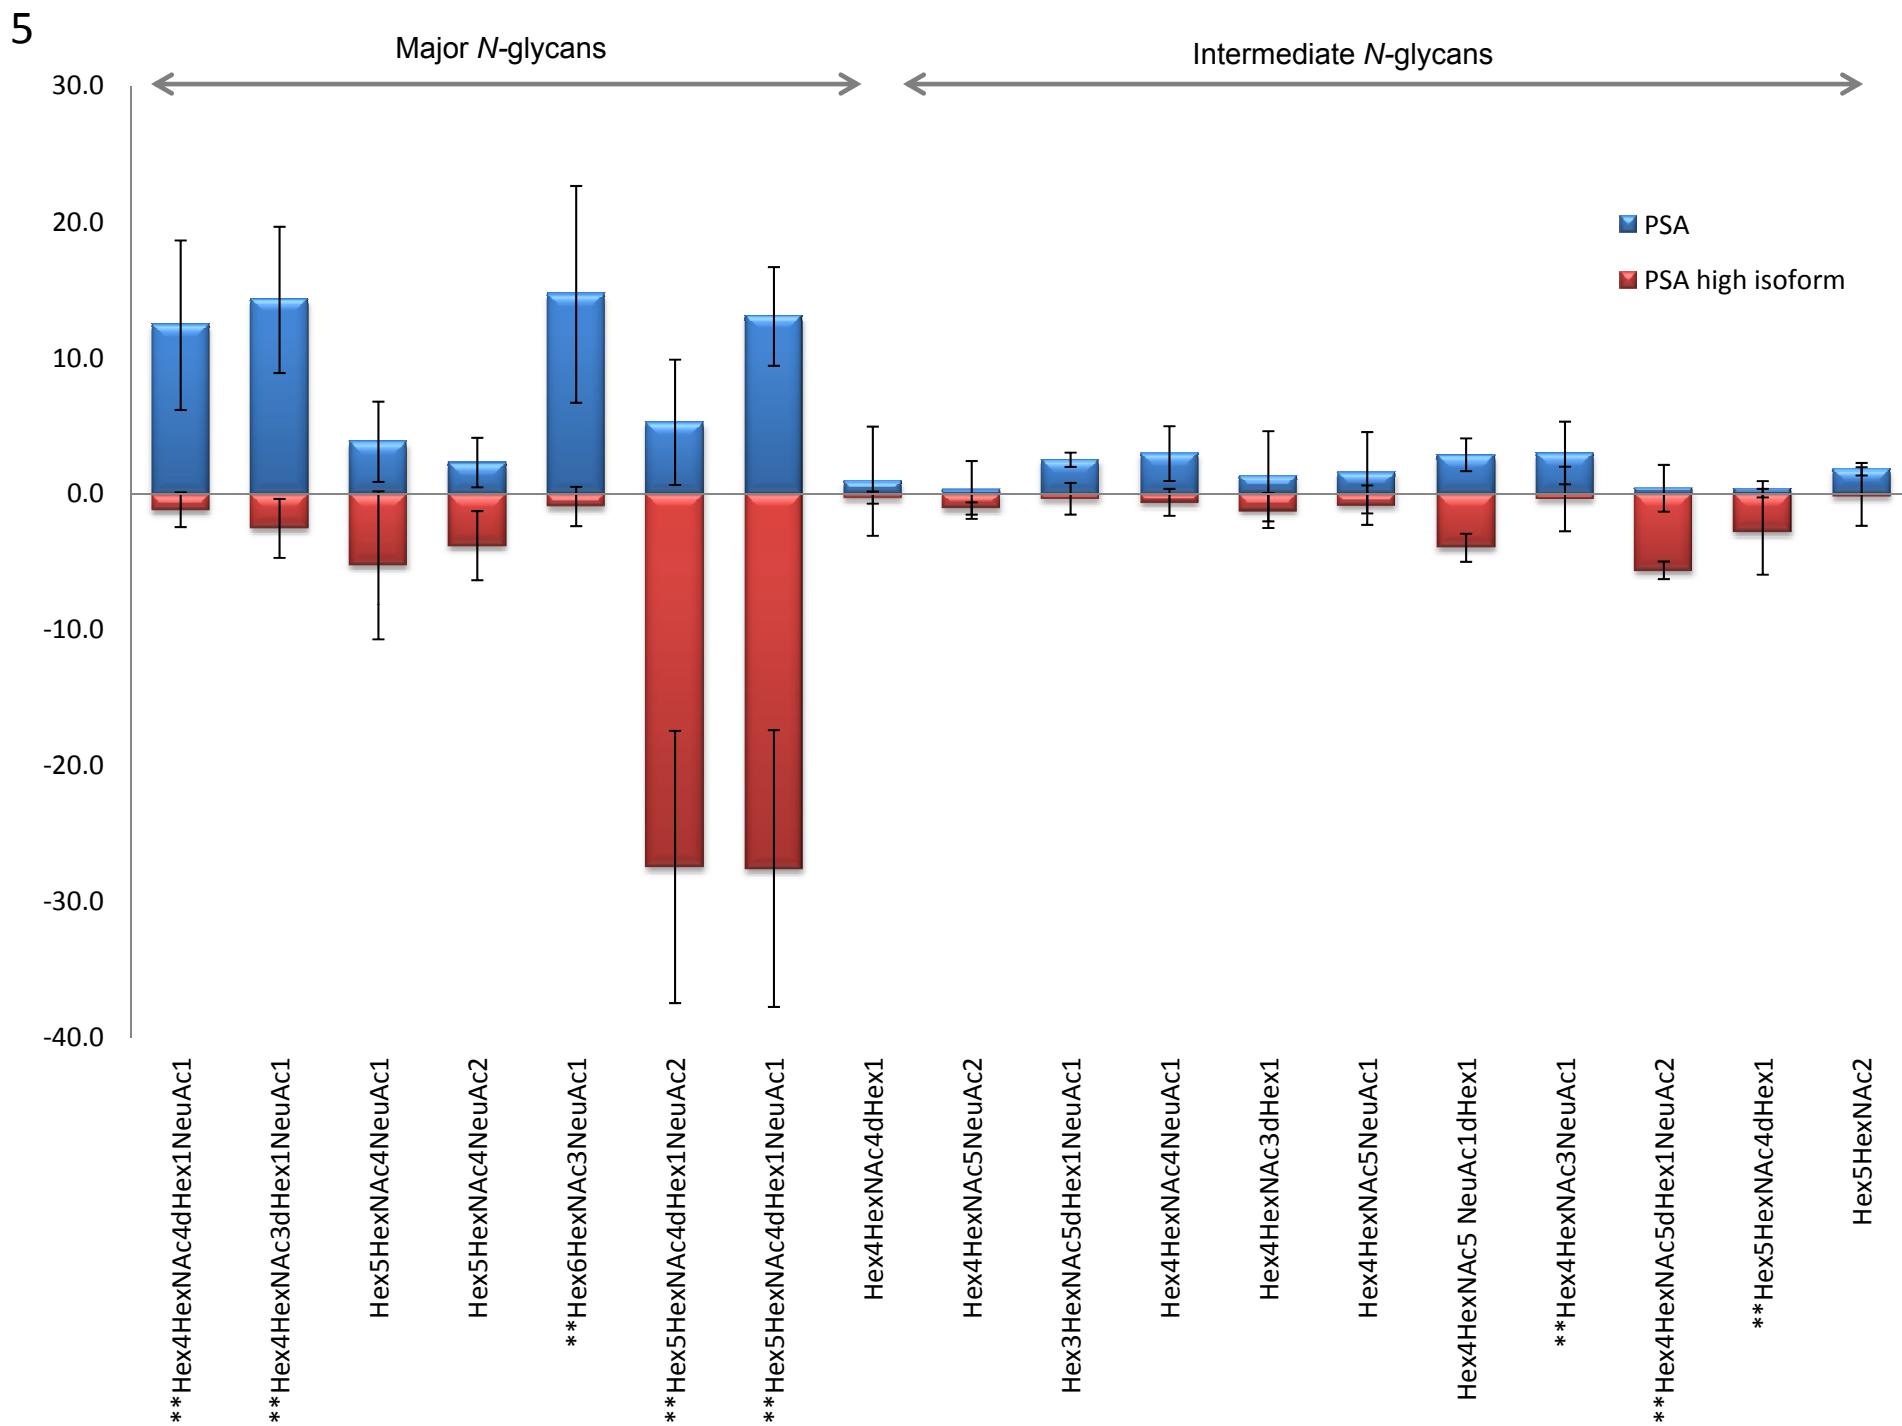 5
Major N-glycans
Intermediate N-glycans
30.0
20.0
10.0
0.0
-10.0
-20.0
-30.0
-40.0
PSA
PSA high isoform
**Hex4HexNAc4dHex1NeuAc1
**Hex4HexNAc3dHex1NeuAc1
Hex5HexNAc4NeuAc1
Hex5HexNAc4NeuAc2
**Hex6HexNAc3NeuAc1
**Hex5HexNAc4dHex1NeuAc2
**Hex5HexNAc4dHex1NeuAc1
Hex4HexNAc4dHex1
Hex4HexNAc5NeuAc2
Hex3HexNAc5dHex1NeuAc1
Hex4HexNAc4NeuAc1
Hex4HexNAc3dHex1
Hex4HexNAc5NeuAc1
Hex4HexNAc5 NeuAc1dHex1
**Hex4HexNAc3NeuAc1
**Hex4HexNAc5dHex1NeuAc2
**Hex5HexNAc4dHex1
Hex5HexNAc2